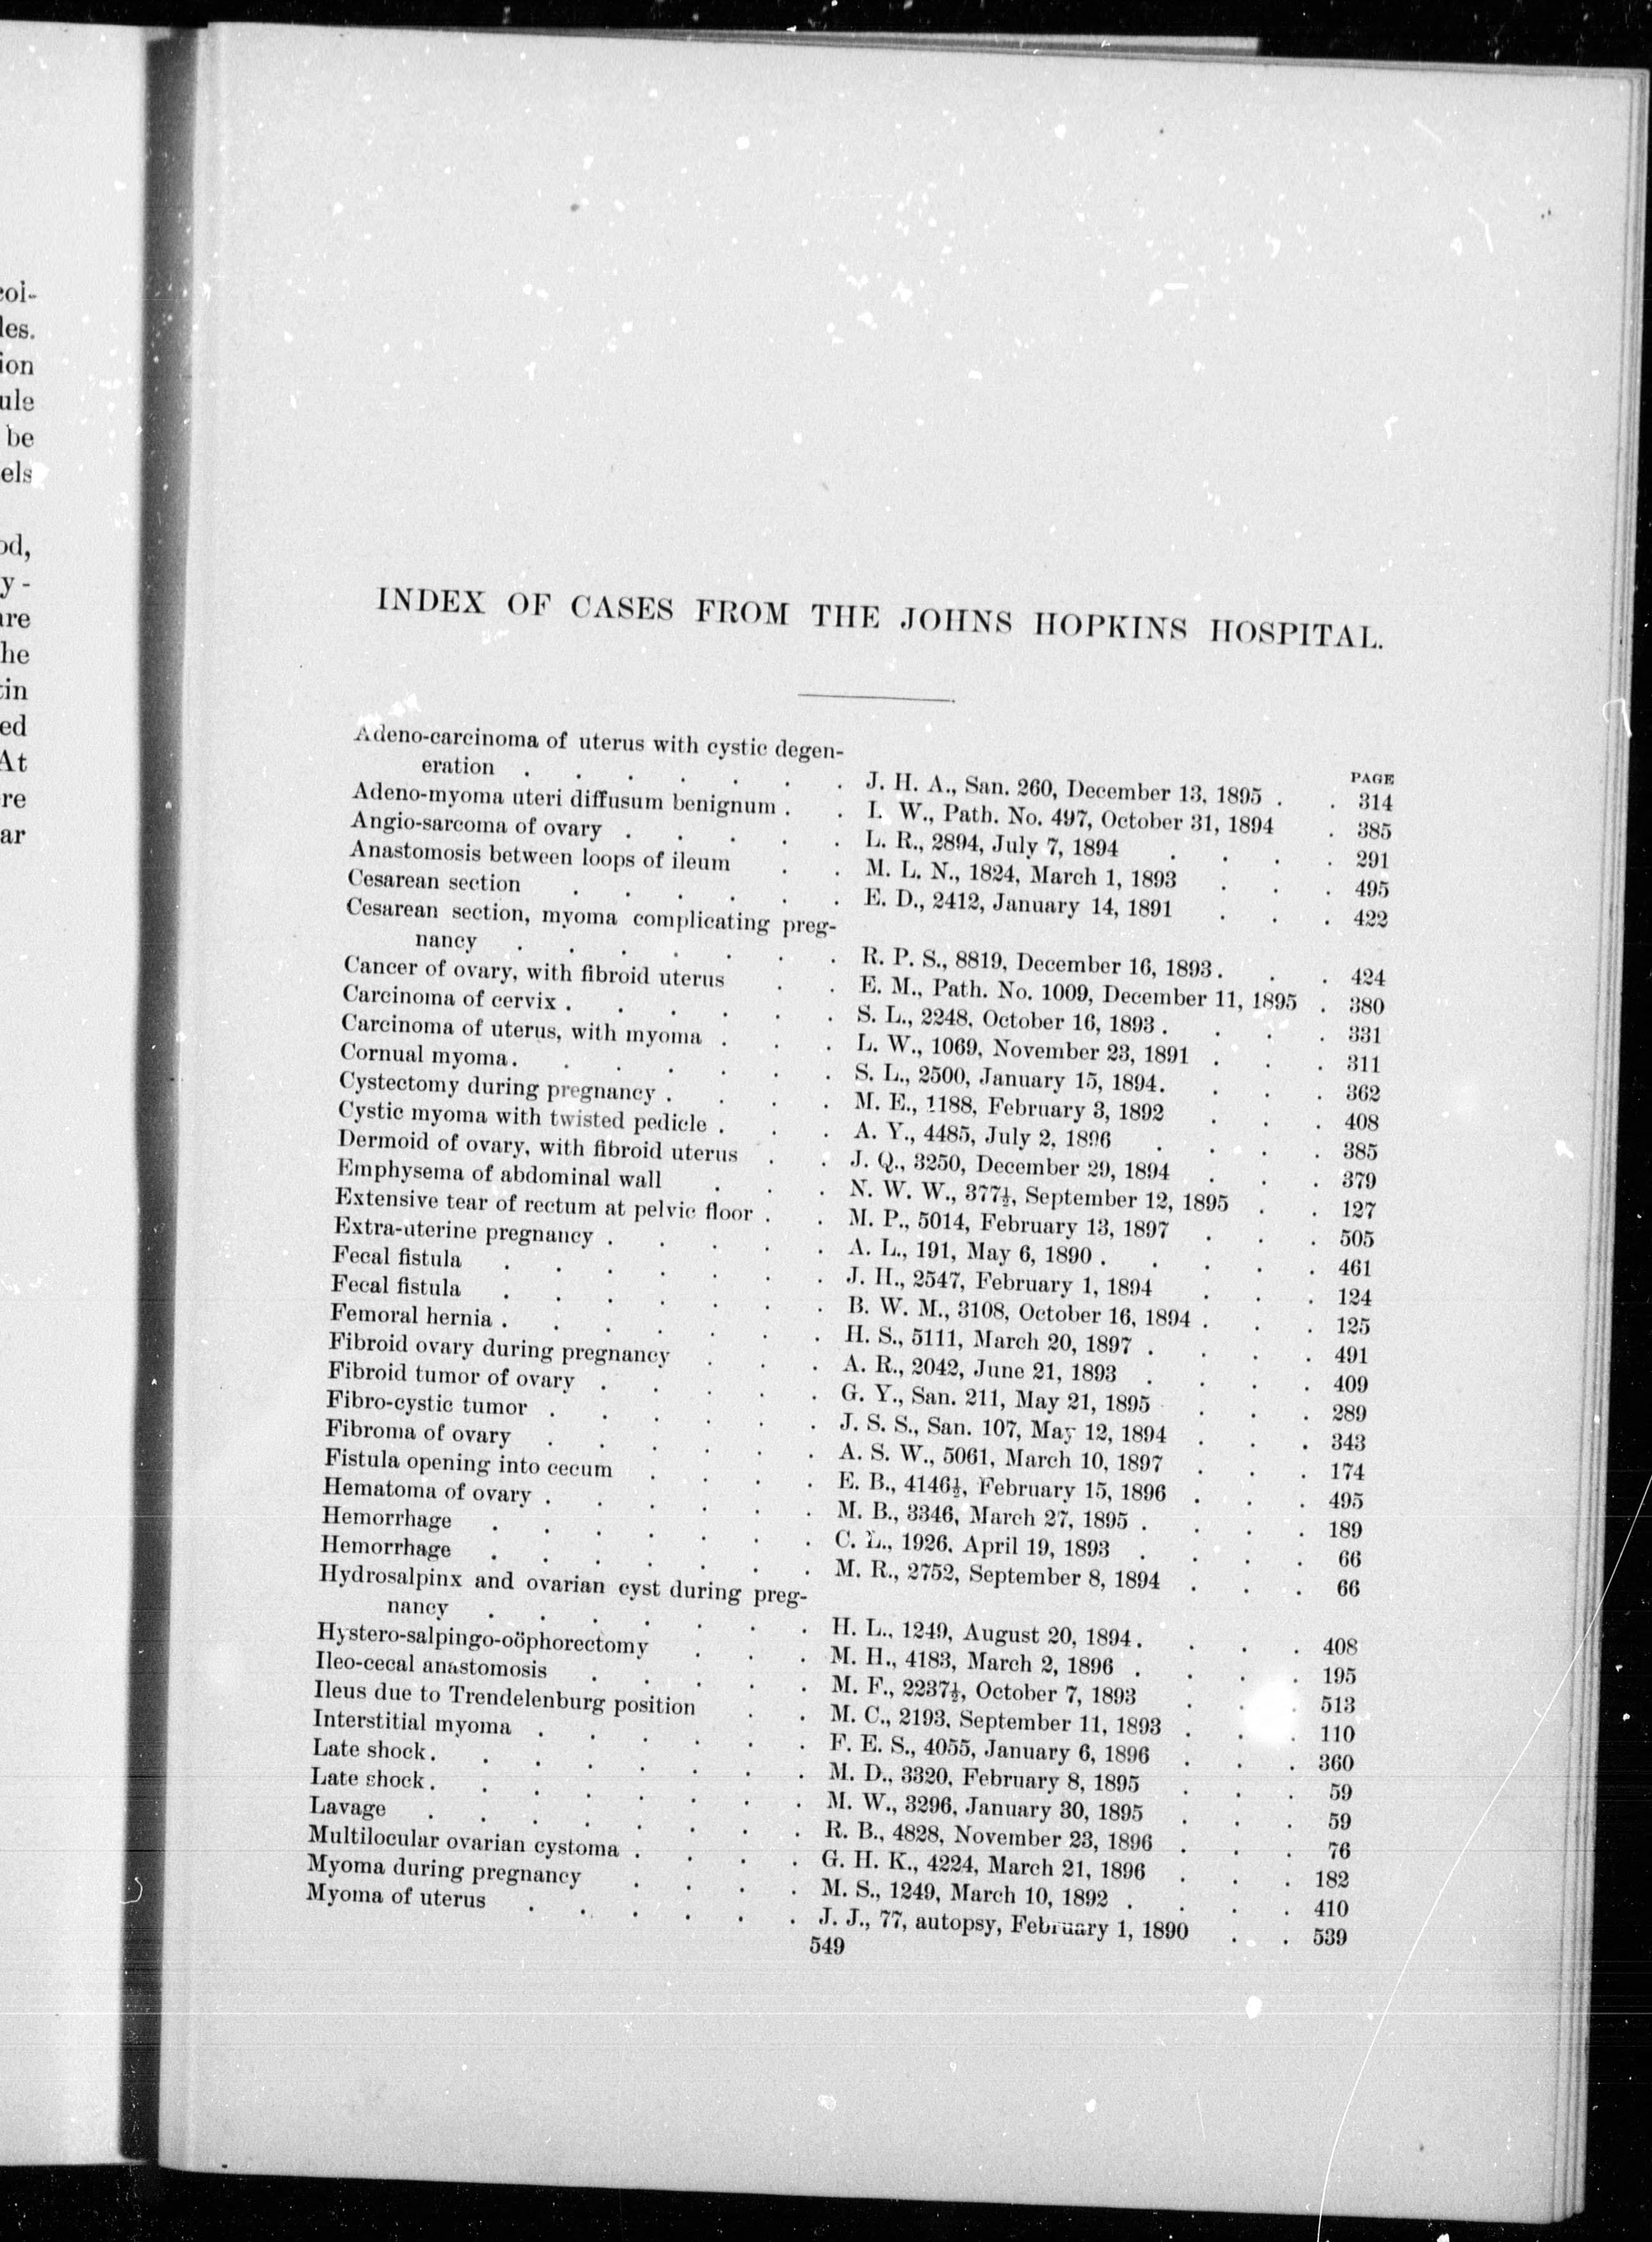 coi-
les.
ion
ule
be
els
od,
y-
are
he
tin
ed
At
re
ar
INDEX OF CASES FROM THE JOHNS HOPKINS HOSPITAL.
PAGE
Adeno-carcinoma of uterus with cystic degen-
eration . . . . . . . J. H. A., San. 260, December 13, 1895 . . 314
Adeno-myoma uteri diffusum benignum . . I. W., Path. No. 497, October 31, 1894 . 385
Angio-sarcoma of ovary . . . . . L. R., 2894, July 7, 1894 . . . . 291
Anastomosis between loops of ileum . . M. L. N., 1824, March 1, 1893 . . . 495
Cesarean section . . . . . . E. D., 2412, January 14, 1891 . . . 422
Cesarean section, myoma complicating preg-
nancy . . . . . . . R. P. S., 8819, December 16, 1893 . . . 424
Cancer of ovary, with fibroid uterus . . E. M., Path. No. 1009, December 11, 1895 . 380
Carcinoma of cervix . . . . . . S. L., 2248, October 16, 1893 . . . . 331
Carcinoma of uterus, with myoma . . . L. W., 1069, November 23, 1891 . . . 311
Cornual myoma . . . . . . . S. L., 2500, January 15, 1894 . . . . 362
Cystectomy during pregnancy . . . . M. E., 1188, February 3, 1892 . . . 408
Cystic myoma with twisted pedicle . . . A. Y., 4485, July 2, 1896 . . . . 385
Dermoid of ovary, with fibroid uterus . . J. Q., 3250, December 29, 1894 . . . 379
Emphysema of abdominal wall . . . N. W. W., 377½, September 12, 1895 . . 127
Extensive tear of rectum at pelvic floor . . M. P., 5014, February 13, 1897 . . . 505
Extra-uterine pregnancy . . . . . A. L., 191, May 6, 1890 . . . . . 461
Fecal fistula . . . . . . . J. H., 2547, February 1, 1894 . . . 124
Fecal fistula . . . . . . . B. W. M., 3108, October 16, 1894 . . . 125
Femoral hernia . . . . . . . H. S., 5111, March 20, 1897 . . . . 491
Fibroid ovary during pregnancy . . . A. R., 2042, June 21, 1893 . . . . 409
Fibroid tumor of ovary . . . . . G. Y., San. 211, May 21, 1895 . . . 289
Fibro-cystic tumor . . . . . . J. S. S., San. 107, May 12, 1894 . . . 343
Fibroma of ovary . . . . . . A. S. W., 5061, March 10, 1897 . . . 174
Fistula opening into cecum . . . . E. B., 4146½, February 15, 1896 . . . 495
Hematoma of ovary . . . . . . M. B., 3346, March 27, 1895 . . . . 189
Hemorrhage . . . . . . . C. L., 1926, April 19, 1893 . . . . 66
Hemorrhage . . . . . . . M. R., 2752, September 8, 1894 . . . 66
Hydrosalpinx and ovarian cyst during preg-
nancy . . . . . . . H. L., 1249, August 20, 1894 . . . . 408
Hystero-salpingo-oöphorectomy . . . M. H., 4183, March 2, 1896 . . . . 195
Ileo-cecal anastomosis . . . . . M. F., 2237½, October 7, 1893 . . . 513
Ileus due to Trendelenburg position . . M. C., 2193, September 11, 1893 . . . 110
Interstitial myoma . . . . . . F. E. S., 4055, January 6, 1896 . . . 360
Late shock . . . . . . . . M. D., 3320, February 8, 1895 . . . 59
Late shock . . . . . . . . M. W., 3296, January 30, 1895 . . . 59
Lavage . . . . . . . . R. B., 4828, November 23, 1896 . . . 76
Multilocular ovarian cystoma . . . . G. H. K., 4224, March 21, 1896 . . . 182
Myoma during pregnancy . . . . M. S., 1249, March 10, 1892 . . . . 410
Myoma of uterus . . . . . . J. J., 77, autopsy, February 1, 1890 . . 539
549